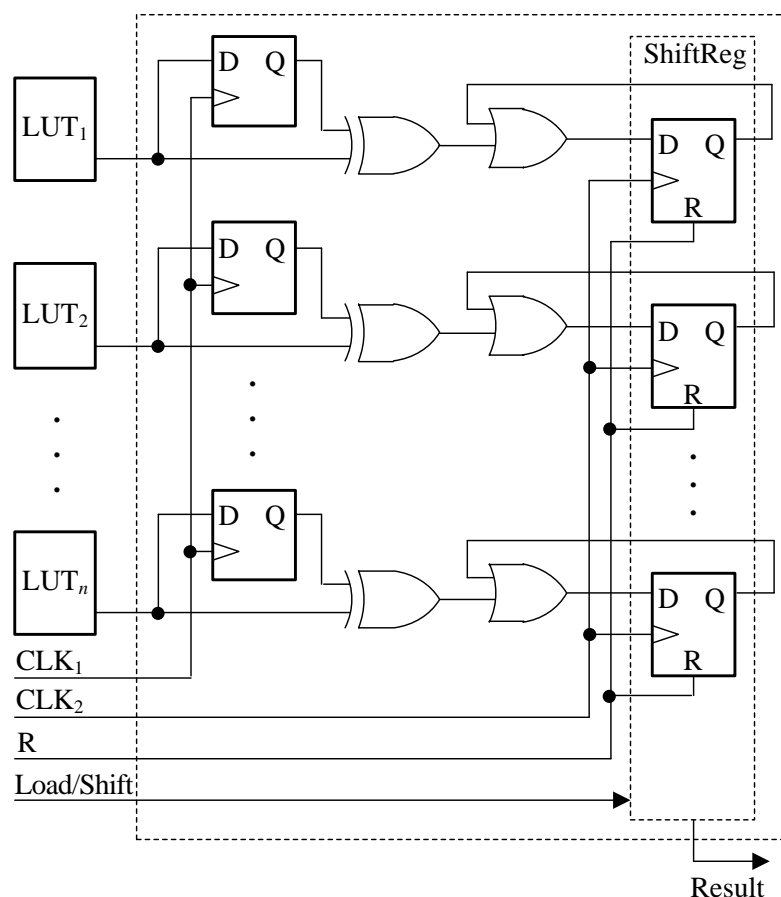 ShiftReg
D Q
LUT₁
D Q
R
D Q
LUT₂
D Q
R
D Q
LUTₙ
D Q
R
CLK₁
CLK₂
R
Load/Shift
Result